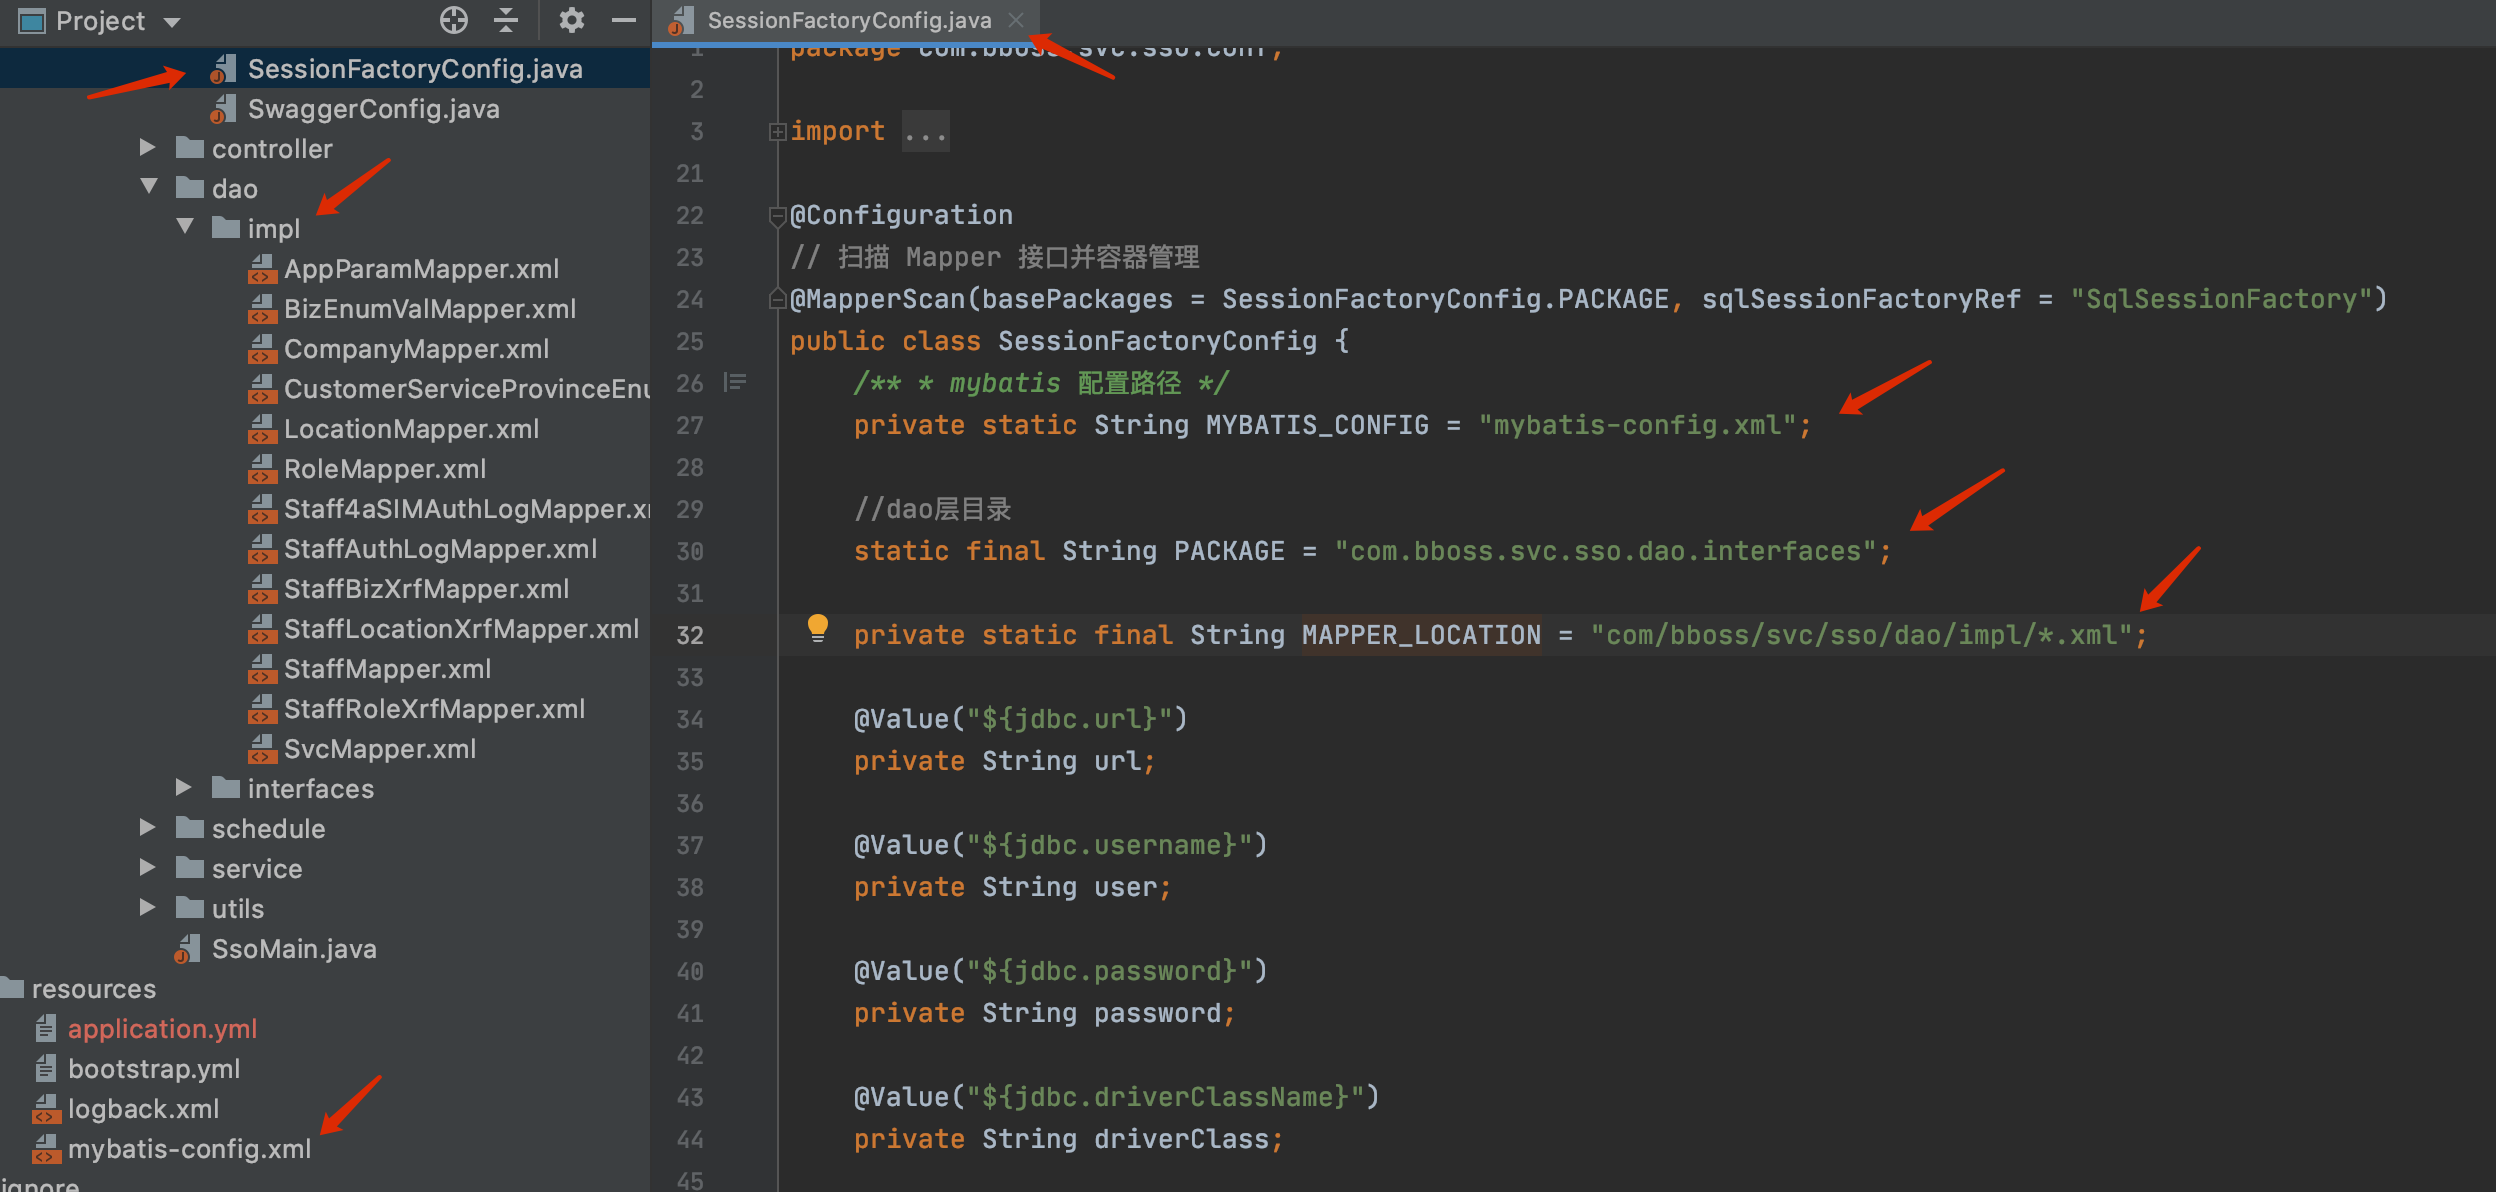 Project
SessionFactoryConfig.java
SwaggerConfig.java
controller
dao
impl
AppParamMapper.xml
BizEnumValMapper.xml
CompanyMapper.xml
CustomerServiceProvinceEnu
LocationMapper.xml
RoleMapper.xml
Staff4aSIMAuthLogMapper.x
StaffAuthLogMapper.xml
StaffBizXrfMapper.xml
StaffLocationXrfMapper.xml
StaffMapper.xml
StaffRoleXrfMapper.xml
SvcMapper.xml
interfaces
schedule
service
utils
SsoMain.java
resources
application.yml
bootstrap.yml
logback.xml
mybatis-config.xml
ignore
SessionFactoryConfig.java
1 package com.bboss.svc.sso.conf;
2
3 import ...
21
22 @Configuration
23 // 扫描 Mapper 接口并容器管理
24 @MapperScan(basePackages = SessionFactoryConfig.PACKAGE, sqlSessionFactoryRef = "SqlSessionFactory")
25 public class SessionFactoryConfig {
26 /** * mybatis 配置路径 */
27 private static String MYBATIS_CONFIG = "mybatis-config.xml";
28
29 //dao层目录
30 static final String PACKAGE = "com.bboss.svc.sso.dao.interfaces";
31
32 private static final String MAPPER_LOCATION = "com/bboss/svc/sso/dao/impl/*.xml";
33
34 @Value("${jdbc.url}")
35 private String url;
36
37 @Value("${jdbc.username}")
38 private String user;
39
40 @Value("${jdbc.password}")
41 private String password;
42
43 @Value("${jdbc.driverClassName}")
44 private String driverClass;
45